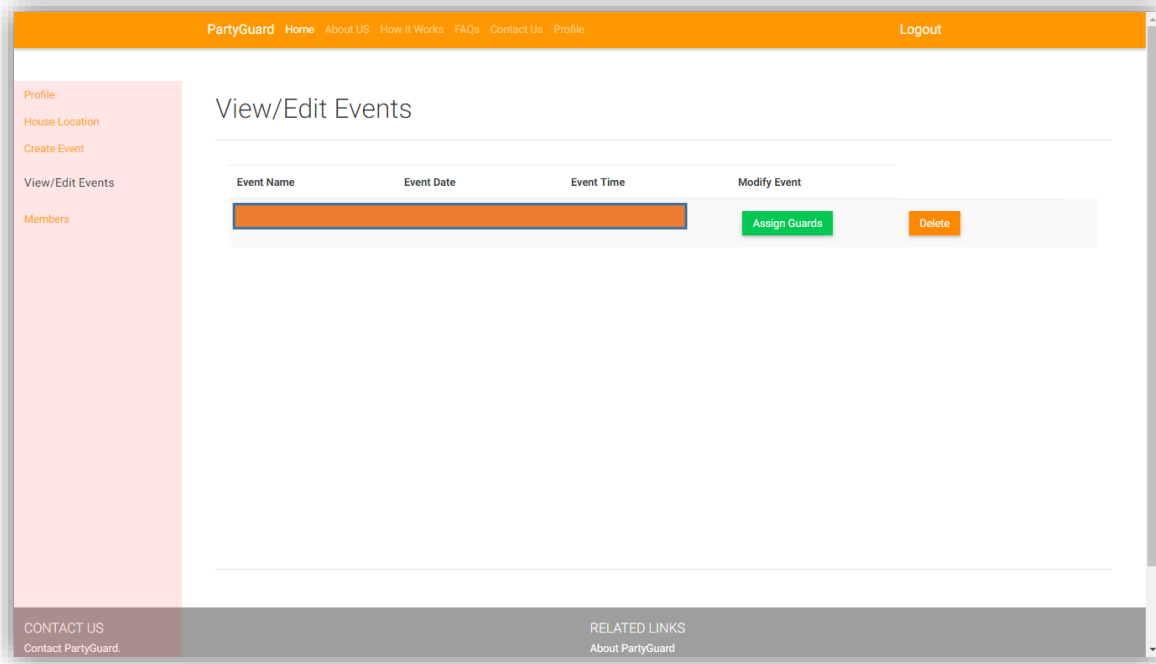 PartyGuard Home About US How It Works FAQs Contact Us Profile Logout
Profile
House Location
Create Event
View/Edit Events
Members
View/Edit Events
Event Name Event Date Event Time Modify Event
Assign Guards Delete
CONTACT US
Contact PartyGuard.
RELATED LINKS
About PartyGuard